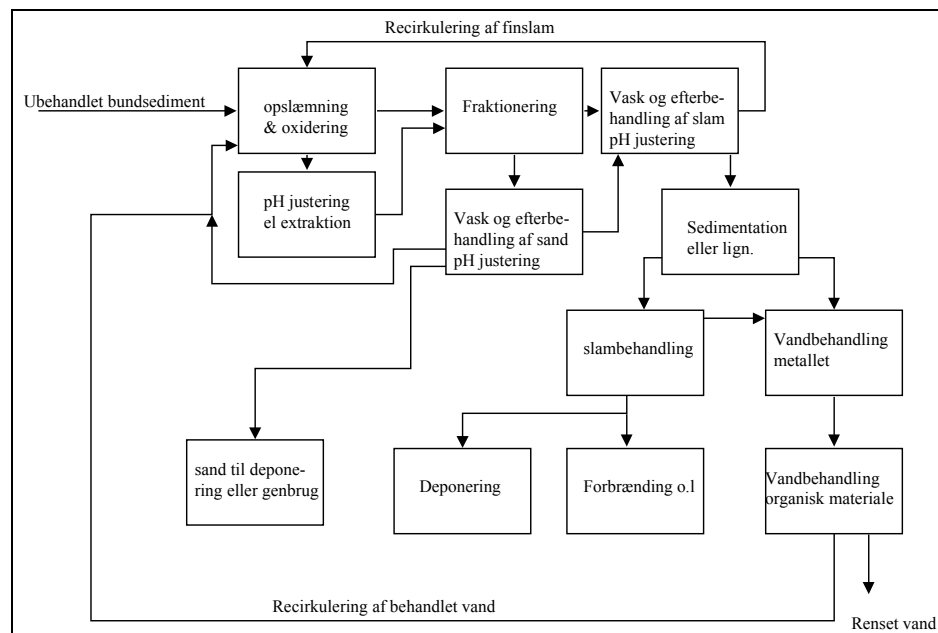 Recirkulering af finslam
Ubehandlet bundsediment
opslæmning
& oxidering
Fraktionering
Vask og efterbe-
handling af slam
pH justering
pH justering
el extraktion
Vask og efterbe-
handling af sand
pH justering
Sedimentation
eller lign.
slambehandling
Vandbehandling
metallet
sand til depone-
ring eller genbrug
Deponering
Forbrænding o.l
Vandbehandling
organisk materiale
Recirkulering af behandlet vand
Renset vand